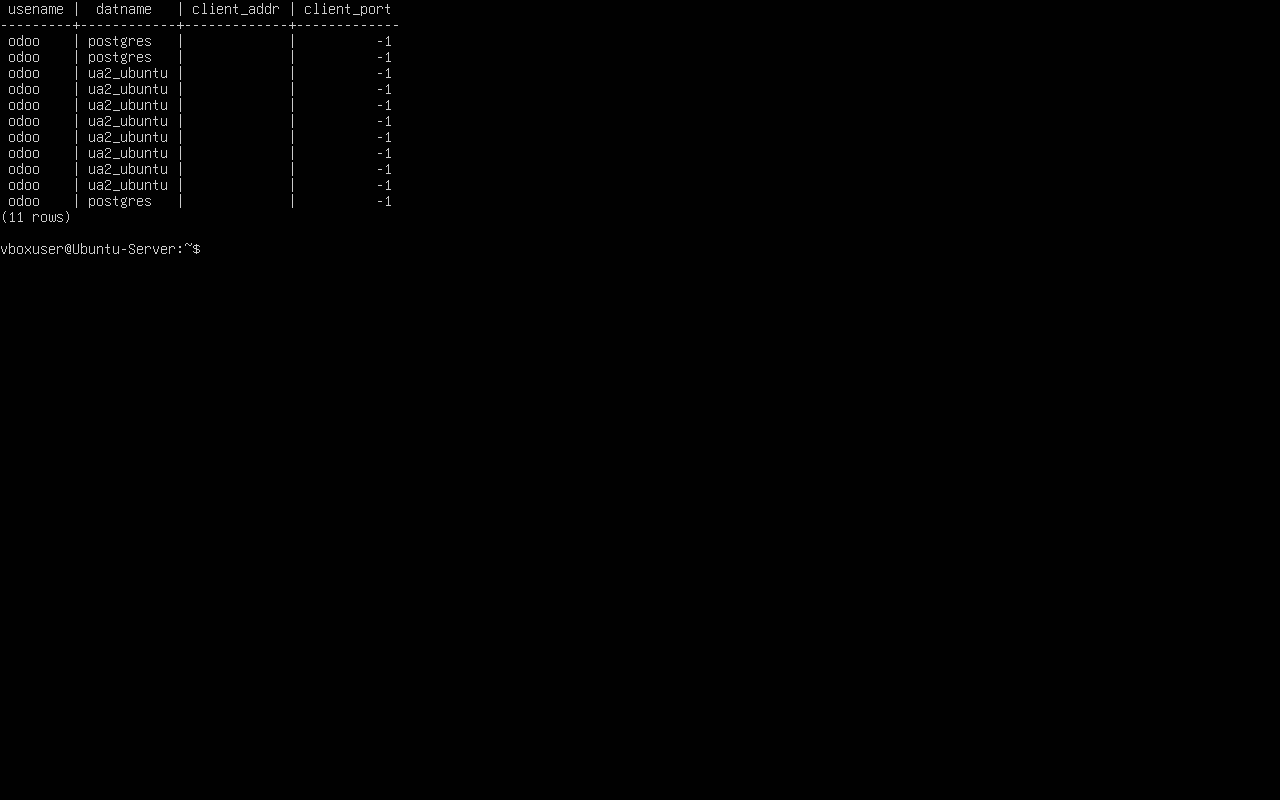 usename |  datname   | client_addr | client_port
---------+------------+-------------+-------------
 odoo    | postgres   |             |          -1
 odoo    | postgres   |             |          -1
 odoo    | ua2_ubuntu |             |          -1
 odoo    | ua2_ubuntu |             |          -1
 odoo    | ua2_ubuntu |             |          -1
 odoo    | ua2_ubuntu |             |          -1
 odoo    | ua2_ubuntu |             |          -1
 odoo    | ua2_ubuntu |             |          -1
 odoo    | ua2_ubuntu |             |          -1
 odoo    | ua2_ubuntu |             |          -1
 odoo    | postgres   |             |          -1
(11 rows)

vboxuser@Ubuntu-Server:~$